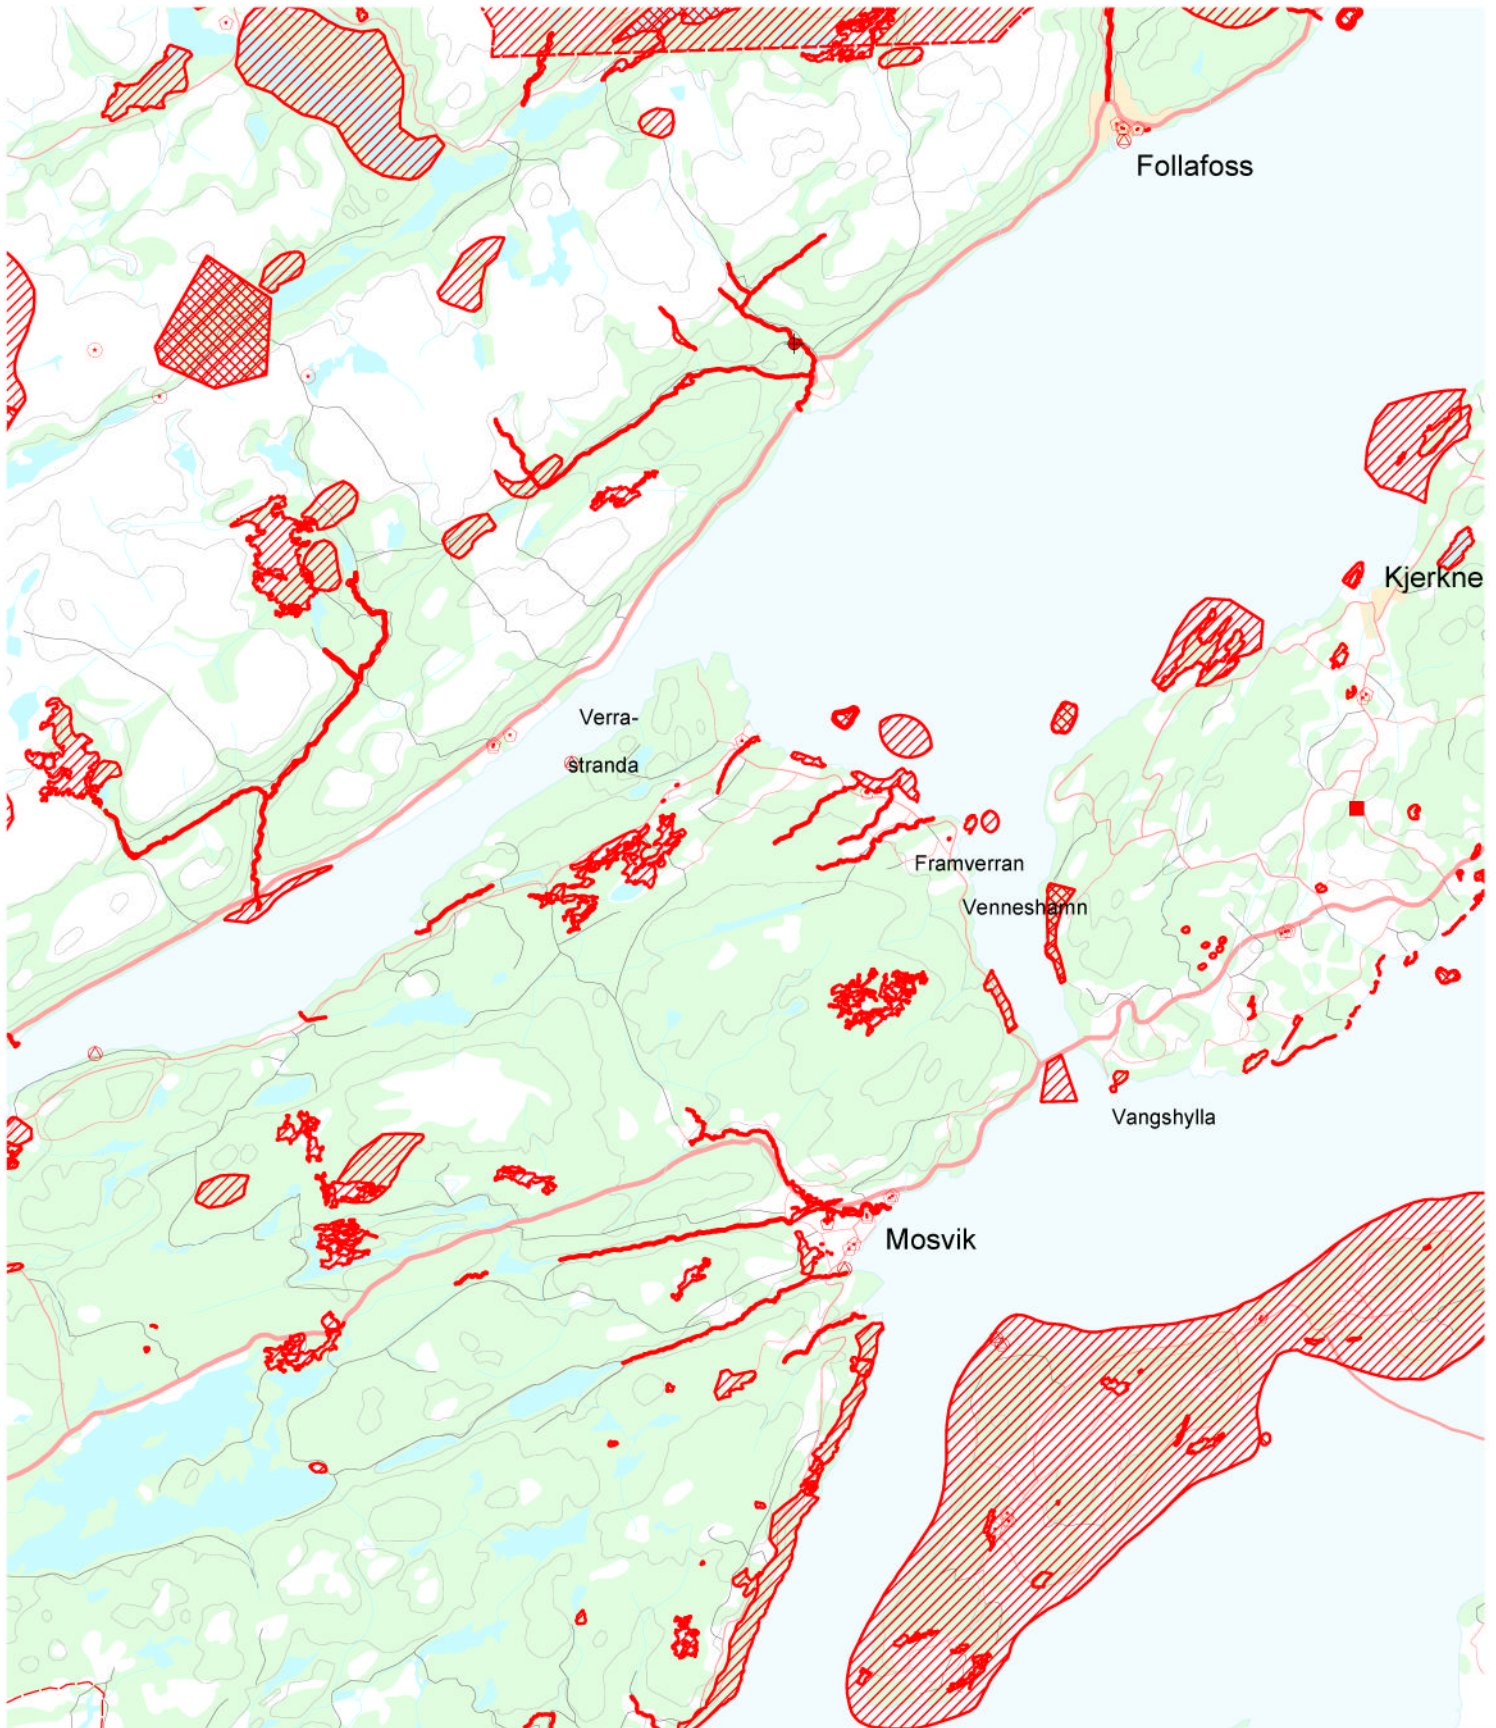 Follafoss
Kjerkne
Verra-
stranda
Framverran
Venneshamn
Vangshylla
Mosvik